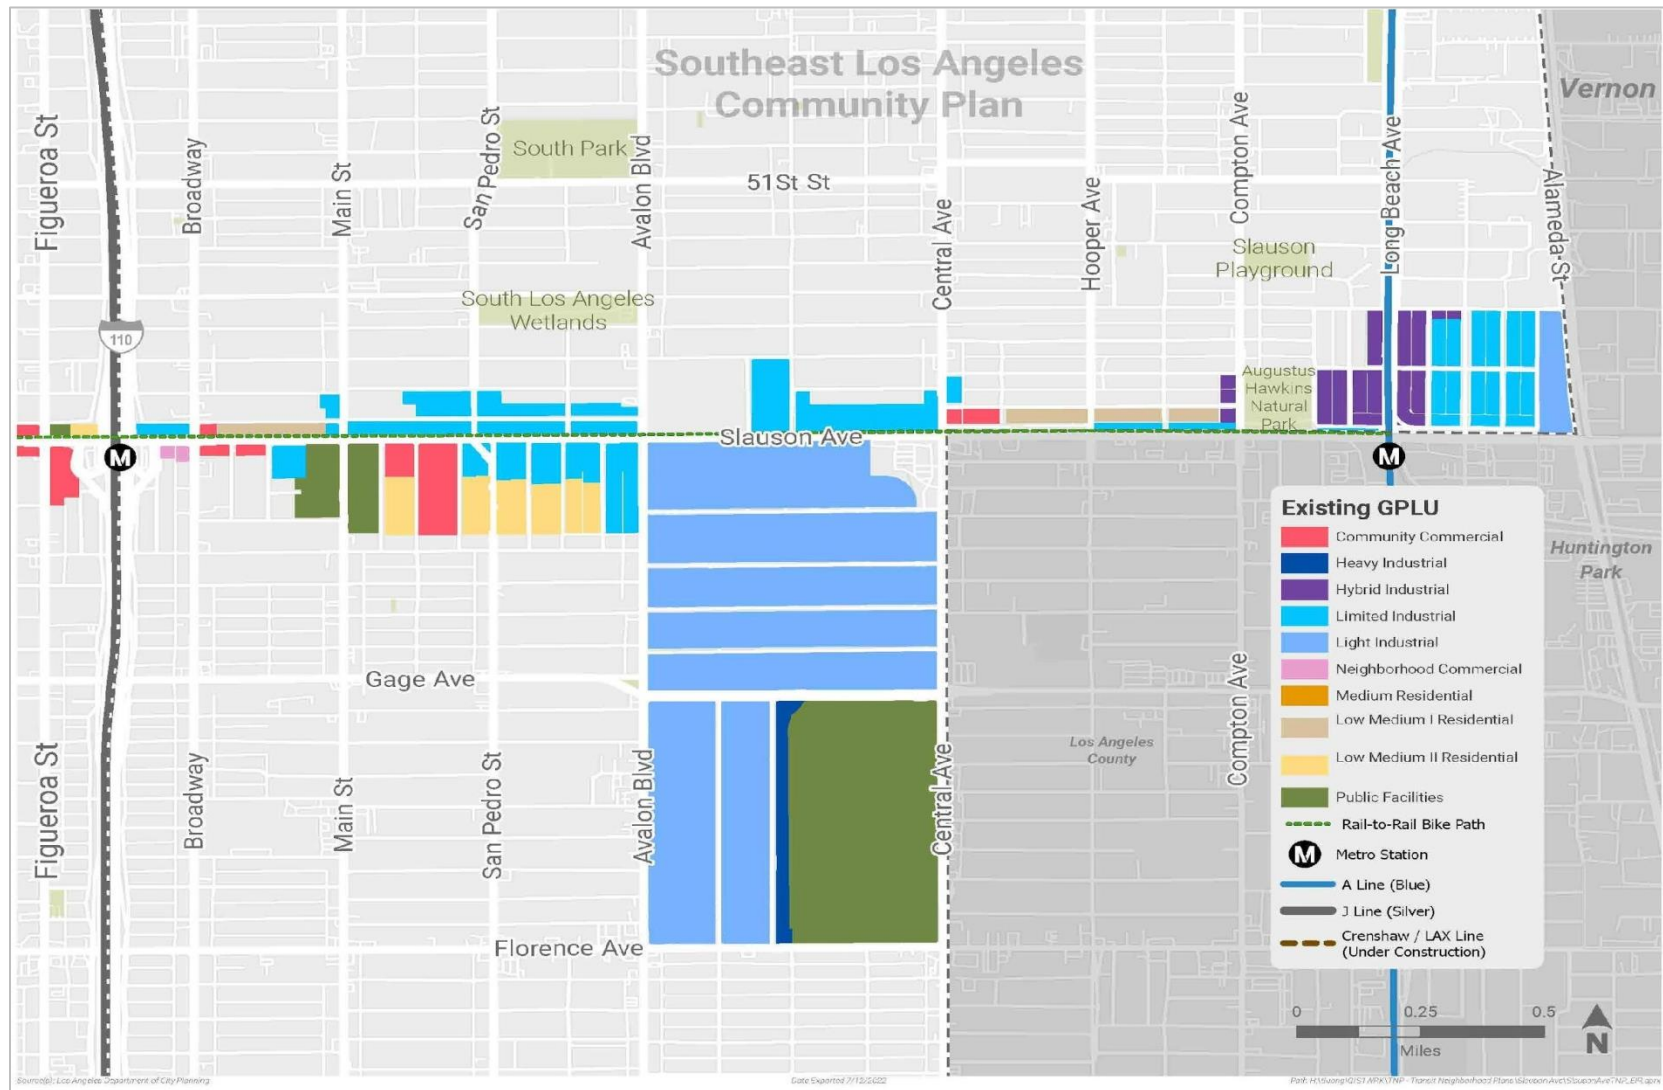 Southeast Los Angeles
Community Plan
Vernon
Figueroa St
Broadway
Main St
San Pedro St
South Park
Avalon Blvd
51St St
Central Ave
Hooper Ave
Compton Ave
Long Beach Ave
Alameda St
Slauson
Playground
South Los Angeles
Wetlands
110
Augustus
Hawkins
Natural
Park
Slauson Ave
M
M
Huntington
Park
Gage Ave
Los Angeles
County
Compton Ave
Figueroa St
Broadway
Main St
San Pedro St
Avalon Blvd
Central Ave
Florence Ave
Existing GPLU
Community Commercial
Heavy Industrial
Hybrid Industrial
Limited Industrial
Light Industrial
Neighborhood Commercial
Medium Residential
Low Medium I Residential
Low Medium II Residential
Public Facilities
Rail-to-Rail Bike Path
M Metro Station
A Line (Blue)
J Line (Silver)
Crenshaw / LAX Line
(Under Construction)
0 0.25 0.5
Miles
N
Source(s): Los Angeles Department of City Planning
Date Exported 7/12/2022